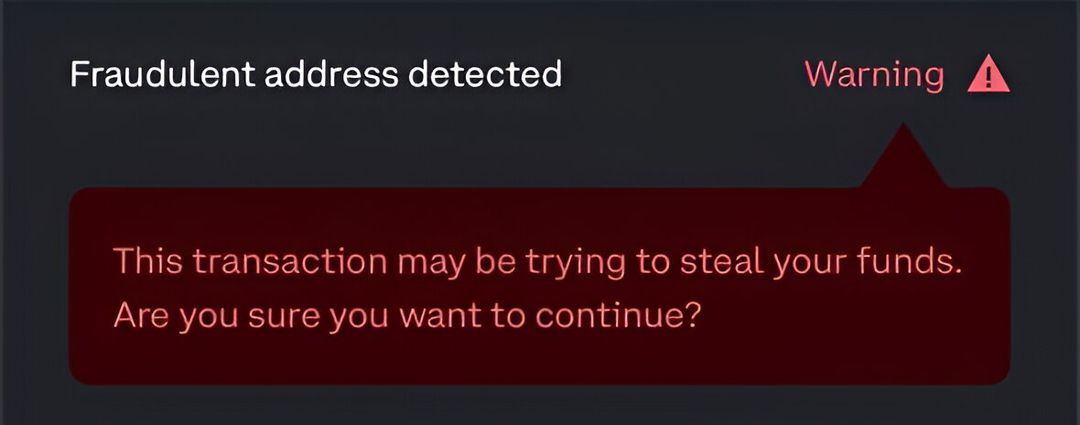 Fraudulent address detected
Warning
This transaction may be trying to steal your funds.
Are you sure you want to continue?